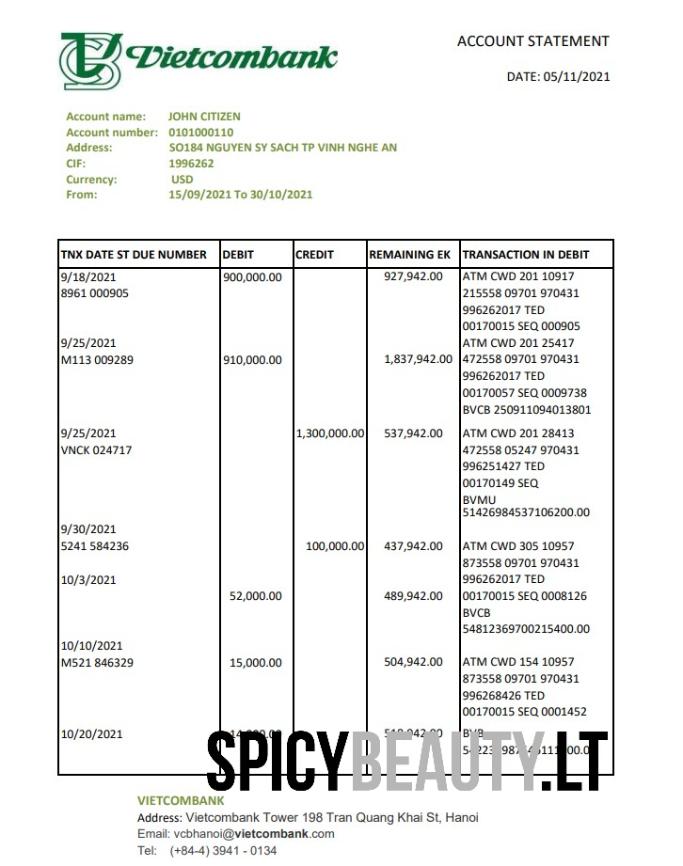 Vietcombank
ACCOUNT STATEMENT
DATE: 05/11/2021
Account name: JOHN CITIZEN
Account number: 0101000110
Address: SO184 NGUYEN SY SACH TP VINH NGHE AN
CIF: 1996262
Currency: USD
From: 15/09/2021 To 30/10/2021
TNX DATE ST DUE NUMBER DEBIT CREDIT REMAINING EK TRANSACTION IN DEBIT
9/18/2021 900,000.00 927,942.00 ATM CWD 201 10917
8961 000905 215558 09701 970431
996262017 TED
00170015 SEQ 000905
9/25/2021 ATM CWD 201 25417
M113 009289 910,000.00 1,837,942.00 472558 09701 970431
996262017 TED
00170057 SEQ 0009738
BVCB 250911094013801
9/25/2021 1,300,000.00 537,942.00 ATM CWD 201 28413
VNCK 024717 472558 05247 970431
996251427 TED
00170149 SEQ
BVMU
51426984537106200.00
9/30/2021
5241 584236 100,000.00 437,942.00 ATM CWD 305 10957
873558 09701 970431
10/3/2021 996262017 TED
52,000.00 489,942.00 00170015 SEQ 0008126
BVCB
54812369700215400.00
10/10/2021
M521 846329 15,000.00 504,942.00 ATM CWD 154 10957
873558 09701 970431
996268426 TED
00170015 SEQ 0001452
10/20/2021
SPICYBEAUTY.LT
VIETCOMBANK
Address: Vietcombank Tower 198 Tran Quang Khai St, Hanoi
Email: vcbhanoi@vietcombank.com
Tel: (+84-4) 3941 - 0134